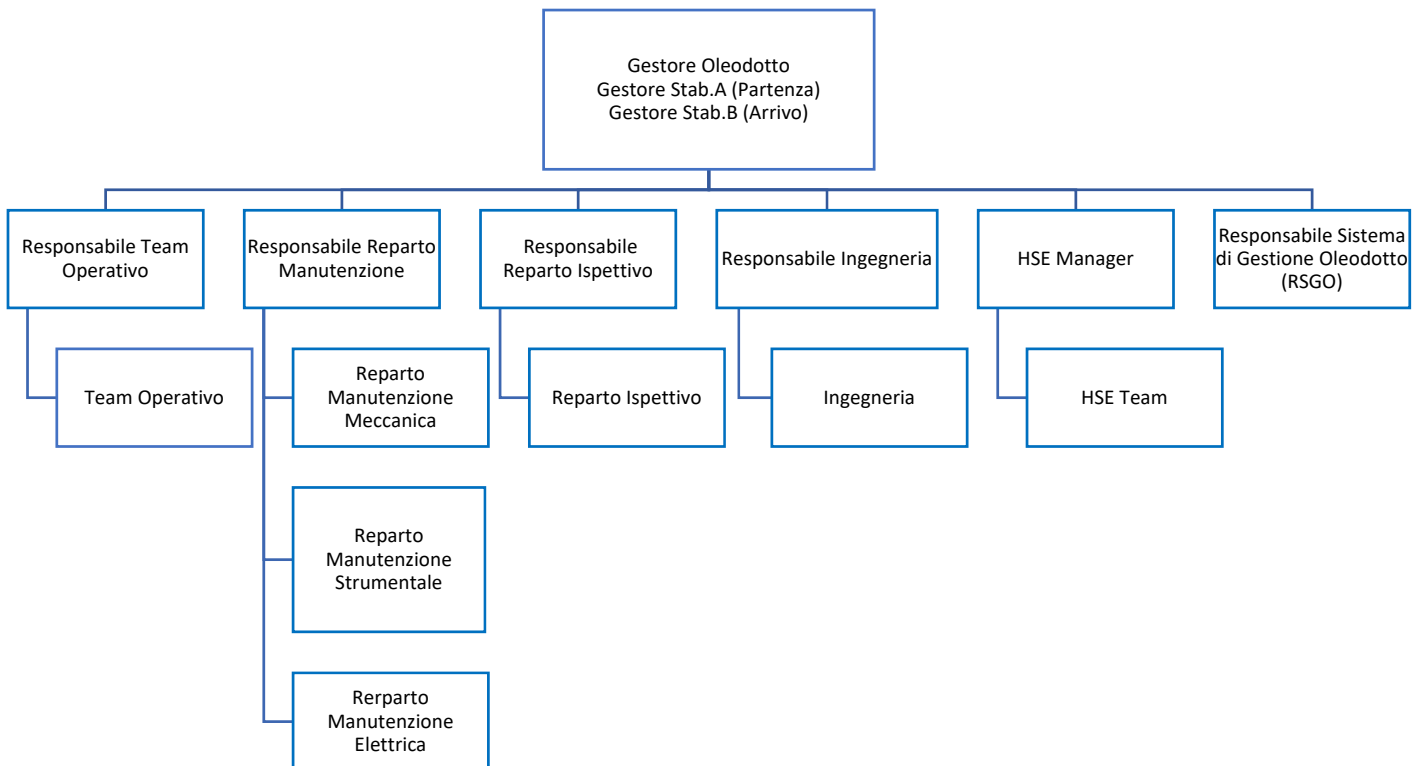 Gestore Oleodotto
Gestore Stab.A (Partenza)
Gestore Stab.B (Arrivo)
Responsabile Team
Operativo
Responsabile Reparto
Manutenzione
Responsabile
Reparto Ispettivo
Responsabile Ingegneria
HSE Manager
Responsabile Sistema
di Gestione Oleodotto
(RSGO)
Team Operativo
Reparto
Manutenzione
Meccanica
Reparto Ispettivo
Ingegneria
HSE Team
Reparto
Manutenzione
Strumentale
Rerparto
Manutenzione
Elettrica